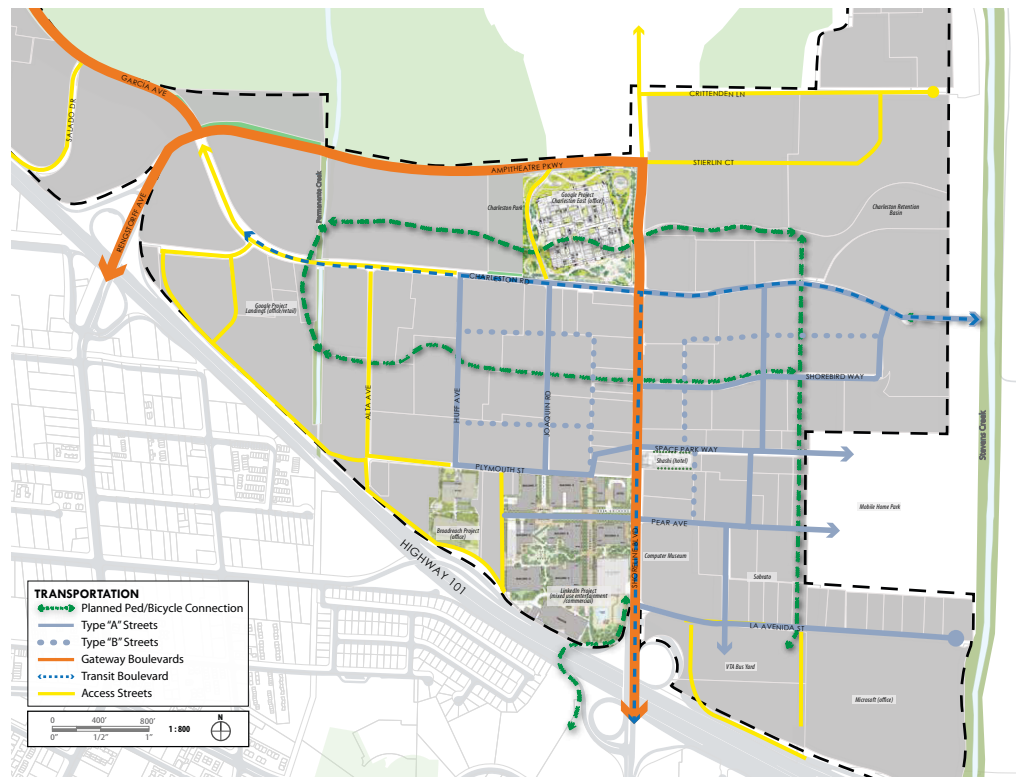 GARCIA AVE
SALADO DR
CRITTENDEN LN
RENGSTORFF AVE
AMPITHEATRE PKWY
STIERLIN CT
Permanente Creek
Charleston Park
Google Project
Charleston East (office)
Charleston Retention
Basin
CHARLESTON RD
Google Project
Landings (office/retail)
ALTA AVE
HUFF AVE
JOAQUIN RD
SHOREBIRD WAY
SPACE PARK WAY
Shashi (hotel)
PLYMOUTH ST
Stevens Creek
Mobile Home Park
PEAR AVE
Broadreach Project
(office)
Computer Museum
HIGHWAY 101
SHORELINE BLVD
Sobrato
LinkedIn Project
(mixed use entertainment
/commercial)
LA AVENIDA ST
VTA Bus Yard
Microsoft (office)
TRANSPORTATION
Planned Ped/Bicycle Connection
Type "A" Streets
Type "B" Streets
Gateway Boulevards
Transit Boulevard
Access Streets
0 400' 800'
0" 1/2" 1"
1 : 800
N